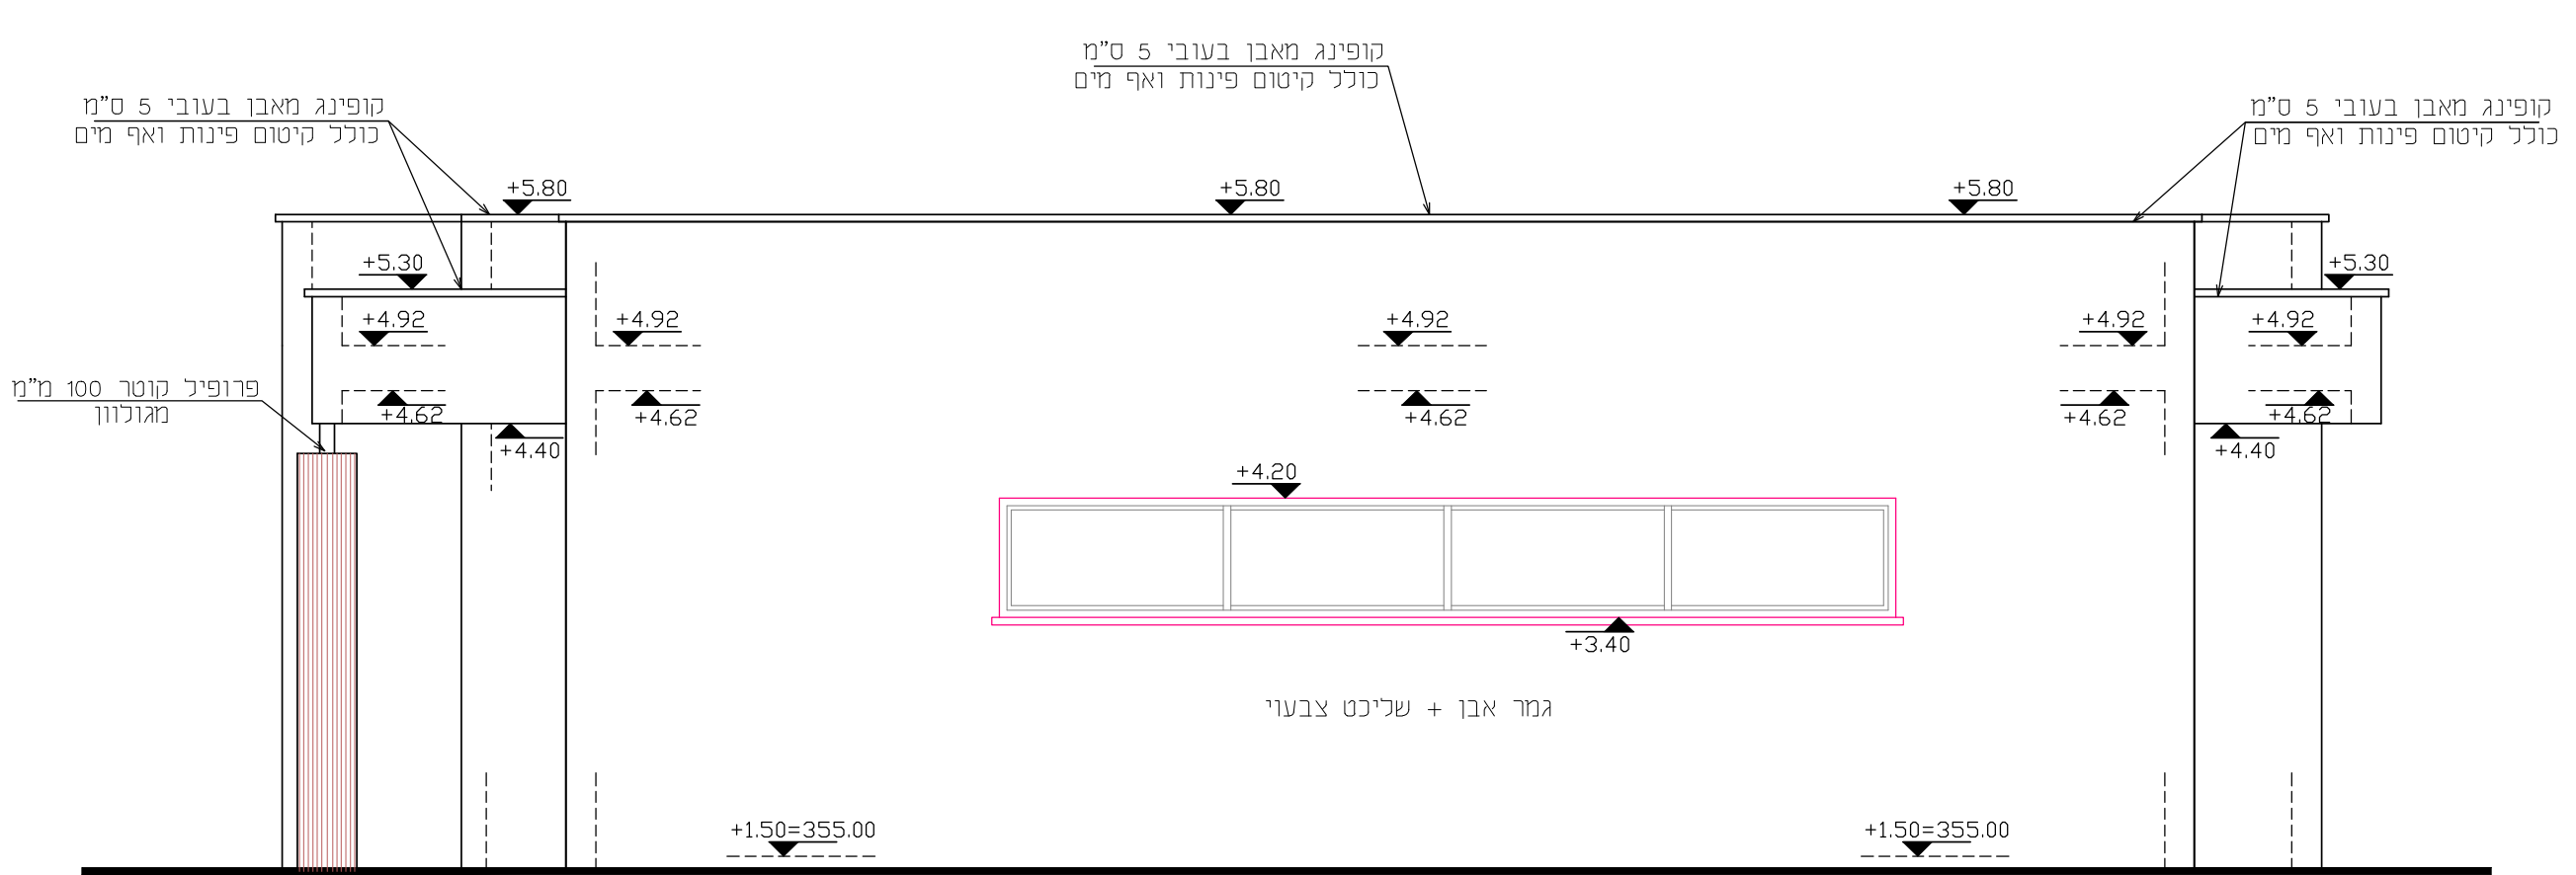 קופינג מאבן בעובי 5 ס"מ
כולל קיטום פינות ואף מים
קופינג מאבן בעובי 5 ס"מ
כולל קיטום פינות ואף מים
קופינג מאבן בעובי 5 ס"מ
כולל קיטום פינות ואף מים
+5.80
+5.80
+5.80
+5.30
+5.30
+4.92
+4.92
+4.92
+4.92
+4.92
פרופיל קוטר 100 מ"מ
מגולוון
+4.62
+4.62
+4.62
+4.62
+4.62
+4.40
+4.40
+4.20
+3.40
גמר אבן + שליכט צבעוי
+1.50=355.00
+1.50=355.00